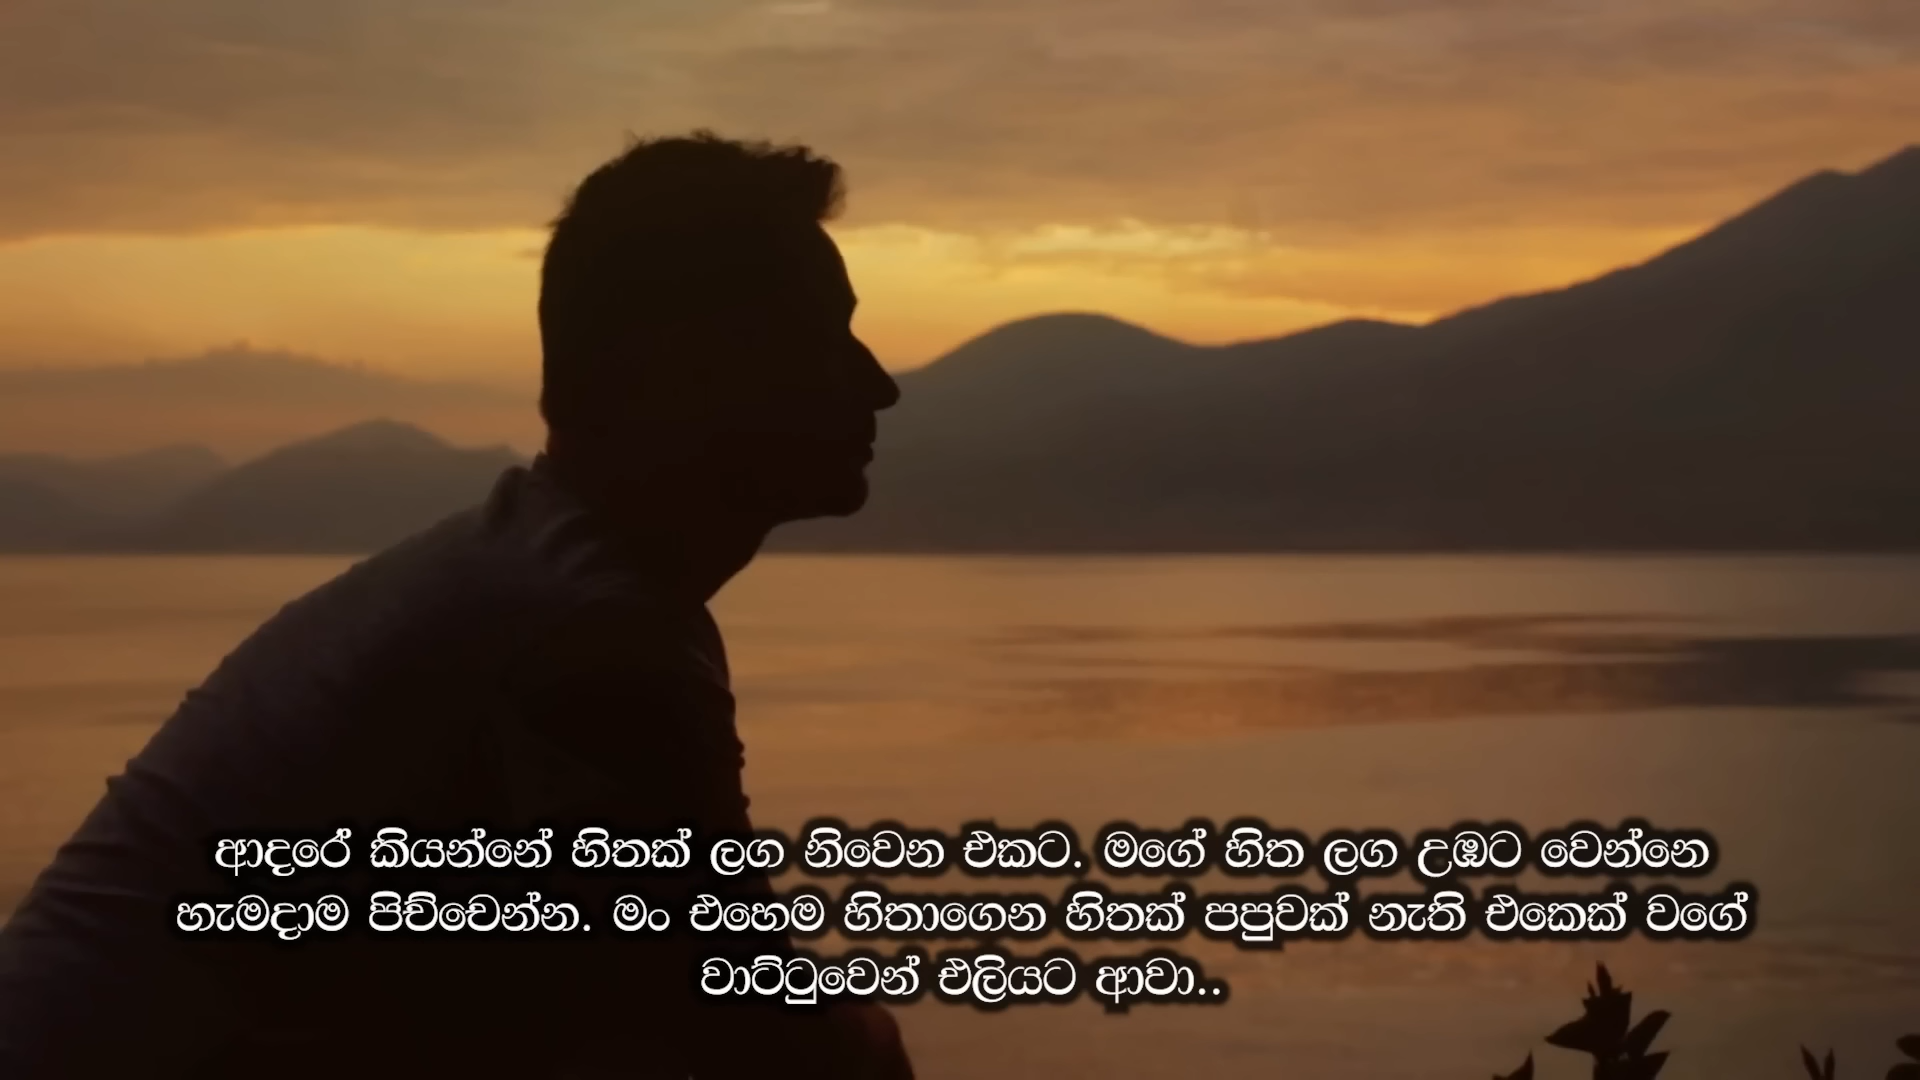 ආදරේ කියන්නේ හිතක් ලග නිවෙන එකට. මගේ හිත ලග උඹට වෙන්නෙ
හැමදාම පිච්චෙන්න. මං එහෙම හිතාගෙන හිතක් පපුවක් නැති එකෙක් වගේ
වාට්ටුවෙන් එලියට ආවා..